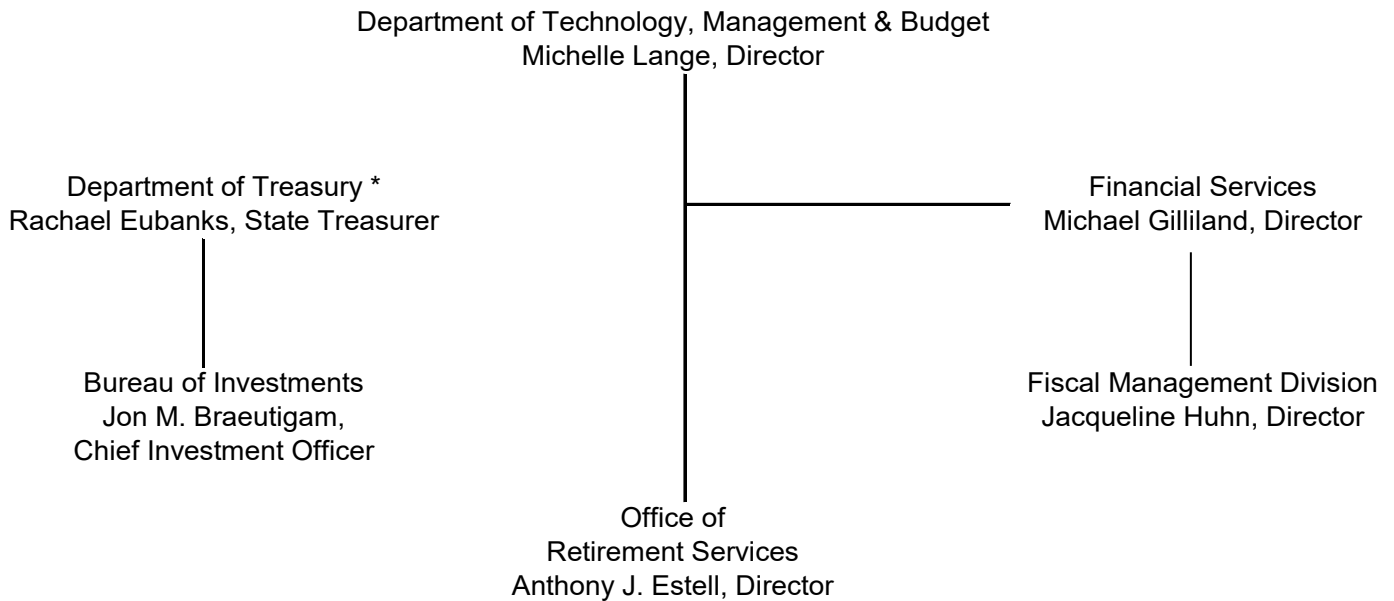 Department of Technology, Management & Budget
Michelle Lange, Director
Department of Treasury *
Rachael Eubanks, State Treasurer
Financial Services
Michael Gilliland, Director
Bureau of Investments
Jon M. Braeutigam,
Chief Investment Officer
Fiscal Management Division
Jacqueline Huhn, Director
Office of
Retirement Services
Anthony J. Estell, Director